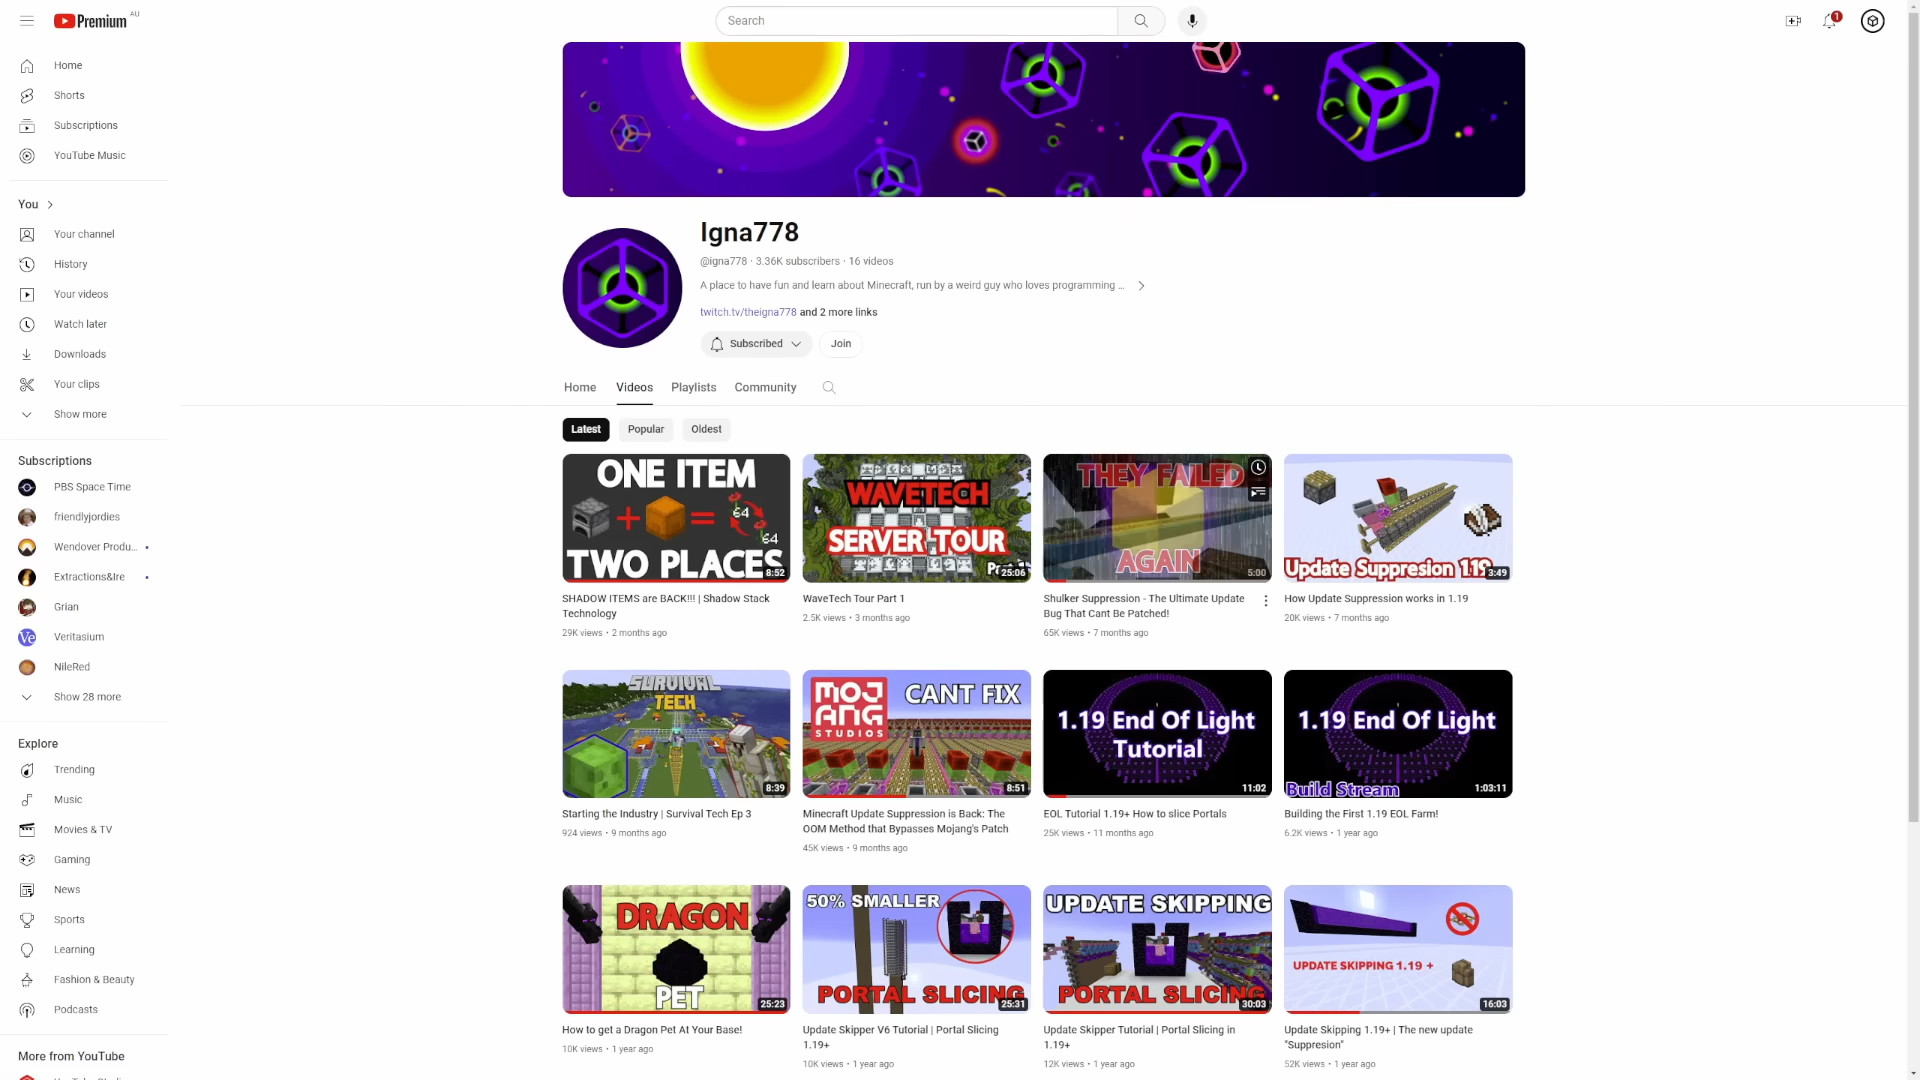 Premium AU
Search
1
Home
Shorts
Subscriptions
YouTube Music
You
Your channel
History
Your videos
Watch later
Downloads
Your clips
Show more
Subscriptions
PBS Space Time
friendlyjordies
Wendover Produ...
Extractions&Ire
Grian
Veritasium
NileRed
Show 28 more
Explore
Trending
Music
Movies & TV
Gaming
News
Sports
Learning
Fashion & Beauty
Podcasts
More from YouTube
Igna778
@igna778 · 3.36K subscribers · 16 videos
A place to have fun and learn about Minecraft, run by a weird guy who loves programming ...
twitch.tv/theigna778 and 2 more links
Subscribed
Join
Home
Videos
Playlists
Community
Latest
Popular
Oldest
ONE ITEM
64
64
TWO PLACES
8:52
SHADOW ITEMS are BACK!!! | Shadow Stack
Technology
29K views · 2 months ago
WAVETECH
SERVER TOUR
25:06
WaveTech Tour Part 1
2.5K views · 3 months ago
THEY FAILED
AGAIN
5:00
Shulker Suppression - The Ultimate Update
Bug That Cant Be Patched!
65K views · 7 months ago
Update Suppresion 1.19
3:49
How Update Suppression works in 1.19
20K views · 7 months ago
SURVIVAL
TECH
8:39
Starting the Industry | Survival Tech Ep 3
924 views · 9 months ago
MOJ
ANG
STUDIOS
CANT FIX
8:51
Minecraft Update Suppression is Back: The
OOM Method that Bypasses Mojang's Patch
45K views · 9 months ago
1.19 End Of Light
Tutorial
11:02
EOL Tutorial 1.19+ How to slice Portals
25K views · 11 months ago
1.19 End Of Light
Build Stream
1:03:11
Building the First 1.19 EOL Farm!
6.2K views · 1 year ago
DRAGON
PET
25:23
How to get a Dragon Pet At Your Base!
10K views · 1 year ago
50% SMALLER
PORTAL SLICING
25:31
Update Skipper V6 Tutorial | Portal Slicing
1.19+
10K views · 1 year ago
UPDATE SKIPPING
PORTAL SLICING
30:03
Update Skipper Tutorial | Portal Slicing in
1.19+
12K views · 1 year ago
UPDATE SKIPPING 1.19 +
16:03
Update Skipping 1.19+ | The new update
"Suppresion"
52K views · 1 year ago